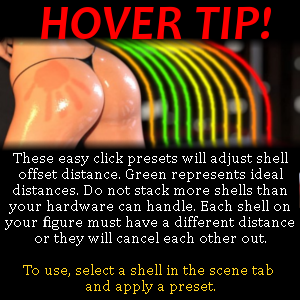 HOVER TIP!
These easy click presets will adjust shell
offset distance. Green represents ideal
distances. Do not stack more shells than
your hardware can handle. Each shell on
your figure must have a different distance
or they will cancel each other out.
To use, select a shell in the scene tab
and apply a preset.